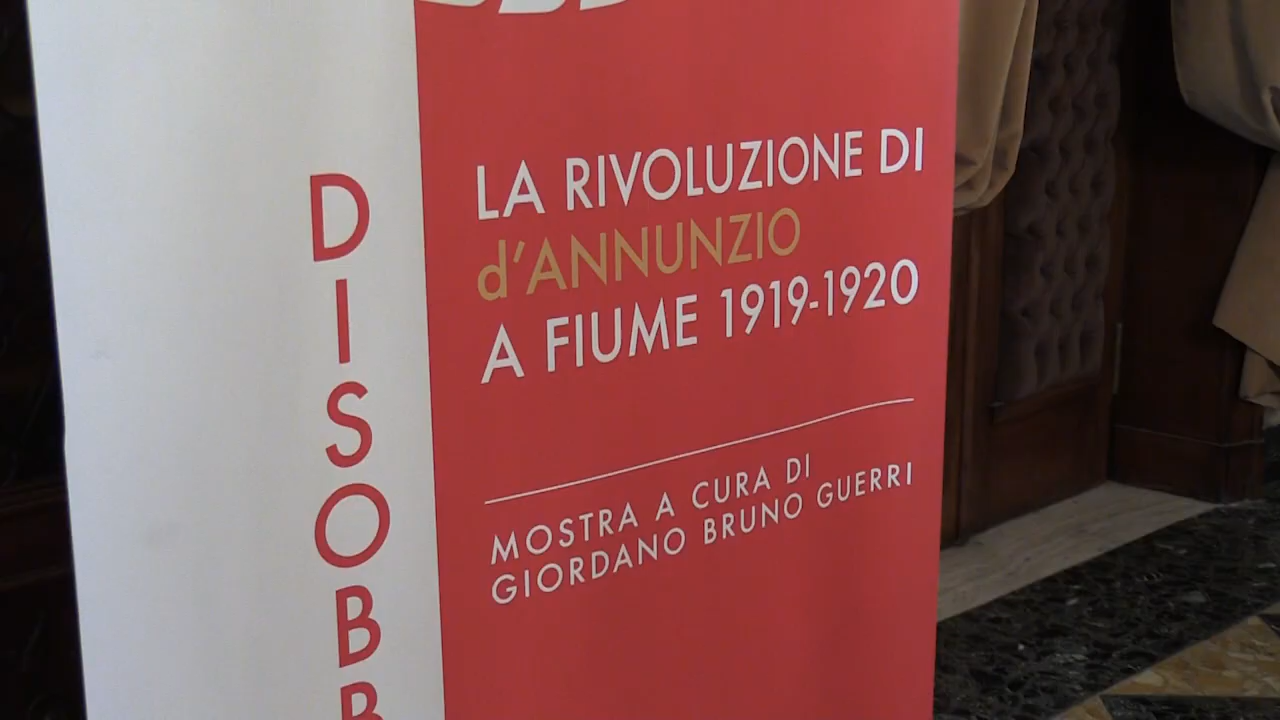 DISOBB
LA RIVOLUZIONE DI
d'ANNUNZIO
A FIUME 1919-1920
MOSTRA A CURA DI
GIORDANO BRUNO GUERRI